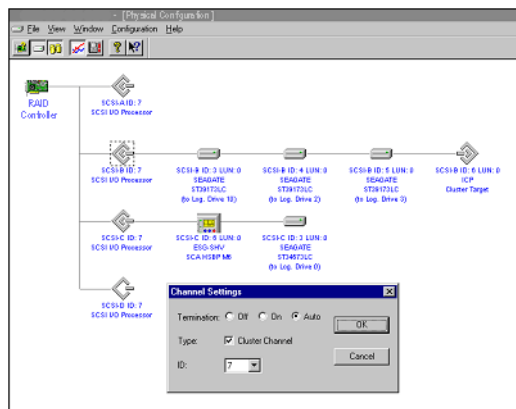 - [Physical Configuration]
File View Window Configuration Help
RAID
Controller
SCSI-A ID: 7
SCSI I/O Processor
SCSI-B ID: 7
SCSI I/O Processor
SCSI-B ID: 3 LUN: 0
SEAGATE
ST39173LC
(to Log. Drive 10)
SCSI-B ID: 4 LUN: 0
SEAGATE
ST39173LC
(to Log. Drive 2)
SCSI-B ID: 5 LUN: 0
SEAGATE
ST39173LC
(to Log. Drive 3)
SCSI-B ID: 6 LUN: 0
ICP
Cluster Target
SCSI-C ID: 7
SCSI I/O Processor
SCSI-C ID: 6 LUN: 0
ESG-SHV
SCA HSBP M6
SCSI-C ID: 3 LUN: 0
SEAGATE
ST34573LC
(to Log. Drive 0)
SCSI-D ID: 7
SCSI I/O Processor
Channel Settings
Termination: Off On Auto
Type: Cluster Channel
ID: 7
OK
Cancel